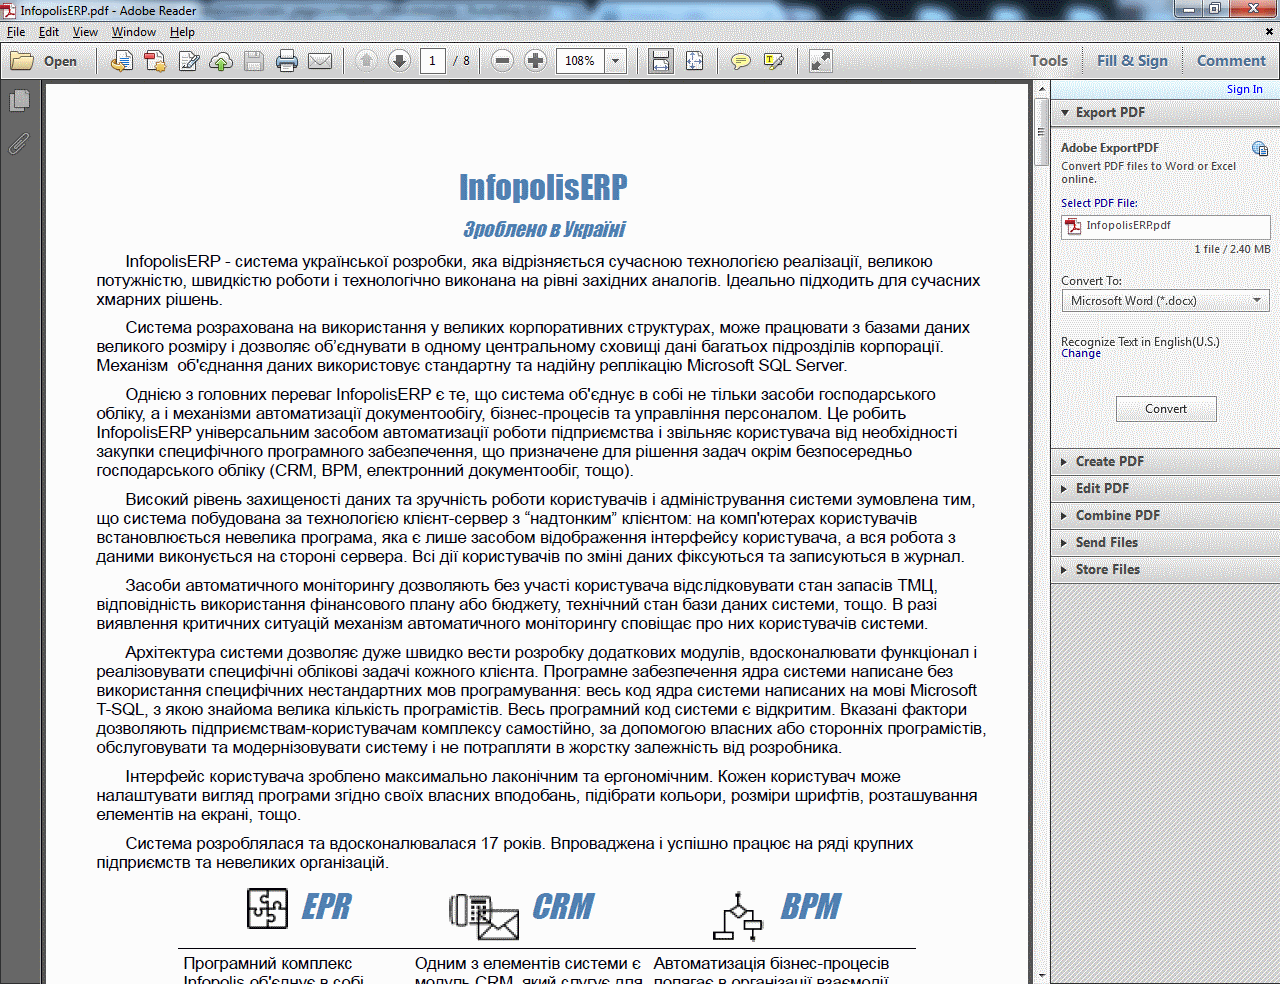 InfopolisERP.pdf - Adobe Reader
File Edit View Window Help
Open 1 / 8 108% Tools Fill & Sign Comment
Sign In
Export PDF
Adobe ExportPDF
Convert PDF files to Word or Excel
online.
Select PDF File:
InfopolisERP.pdf
1 file / 2.40 MB
Convert To:
Microsoft Word (*.docx)
Recognize Text in English(U.S.)
Change
Convert
Create PDF
Edit PDF
Combine PDF
Send Files
Store Files
InfopolisERP
Зроблено в Україні
InfopolisERP - система української розробки, яка відрізняється сучасною технологією реалізації, великою
потужністю, швидкістю роботи і технологічно виконана на рівні західних аналогів. Ідеально підходить для сучасних
хмарних рішень.
Система розрахована на використання у великих корпоративних структурах, може працювати з базами даних
великого розміру і дозволяє об’єднувати в одному центральному сховищі дані багатьох підрозділів корпорації.
Механізм об'єднання даних використовує стандартну та надійну реплікацію Microsoft SQL Server.
Однією з головних переваг InfopolisERP є те, що система об'єднує в собі не тільки засоби господарського
обліку, а і механізми автоматизації документообігу, бізнес-процесів та управління персоналом. Це робить
InfopolisERP універсальним засобом автоматизації роботи підприємства і звільняє користувача від необхідності
закупки специфічного програмного забезпечення, що призначене для рішення задач окрім безпосередньо
господарського обліку (CRM, BPM, електронний документообіг, тощо).
Високий рівень захищеності даних та зручність роботи користувачів і адміністрування системи зумовлена тим,
що система побудована за технологією клієнт-сервер з “надтонким” клієнтом: на комп'ютерах користувачів
встановлюється невелика програма, яка є лише засобом відображення інтерфейсу користувача, а вся робота з
даними виконується на стороні сервера. Всі дії користувачів по зміні даних фіксуються та записуються в журнал.
Засоби автоматичного моніторингу дозволяють без участі користувача відслідковувати стан запасів ТМЦ,
відповідність використання фінансового плану або бюджету, технічний стан бази даних системи, тощо. В разі
виявлення критичних ситуацій механізм автоматичного моніторингу сповіщає про них користувачів системи.
Архітектура системи дозволяє дуже швидко вести розробку додаткових модулів, вдосконалювати функціонал і
реалізовувати специфічні облікові задачі кожного клієнта. Програмне забезпечення ядра системи написане без
використання специфічних нестандартних мов програмування: весь код ядра системи написаних на мові Microsoft
T-SQL, з якою знайома велика кількість програмістів. Весь програмний код системи є відкритим. Вказані фактори
дозволяють підприємствам-користувачам комплексу самостійно, за допомогою власних або сторонніх програмістів,
обслуговувати та модернізовувати систему і не потрапляти в жорстку залежність від розробника.
Інтерфейс користувача зроблено максимально лаконічним та ергономічним. Кожен користувач може
налаштувати вигляд програми згідно своїх власних вподобань, підібрати кольори, розміри шрифтів, розташування
елементів на екрані, тощо.
Система розроблялася та вдосконалювалася 17 років. Впроваджена і успішно працює на ряді крупних
підприємств та невеликих організацій.
EPR CRM BPM
Програмний комплекс Одним з елементів системи є Автоматизація бізнес-процесів
Infopolis об'єднує в собі модуль CRM, який слугує для полягає в організації взаємодії